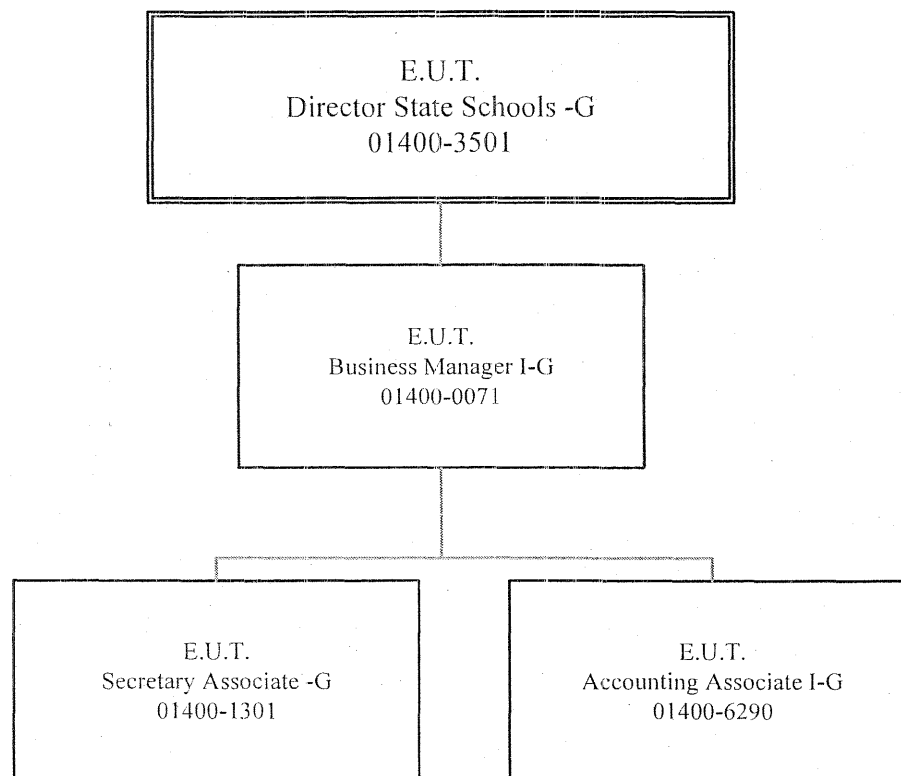 E.U.T.
Director State Schools -G
01400-3501
E.U.T.
Business Manager I-G
01400-0071
E.U.T.
Secretary Associate -G
01400-1301
E.U.T.
Accounting Associate I-G
01400-6290